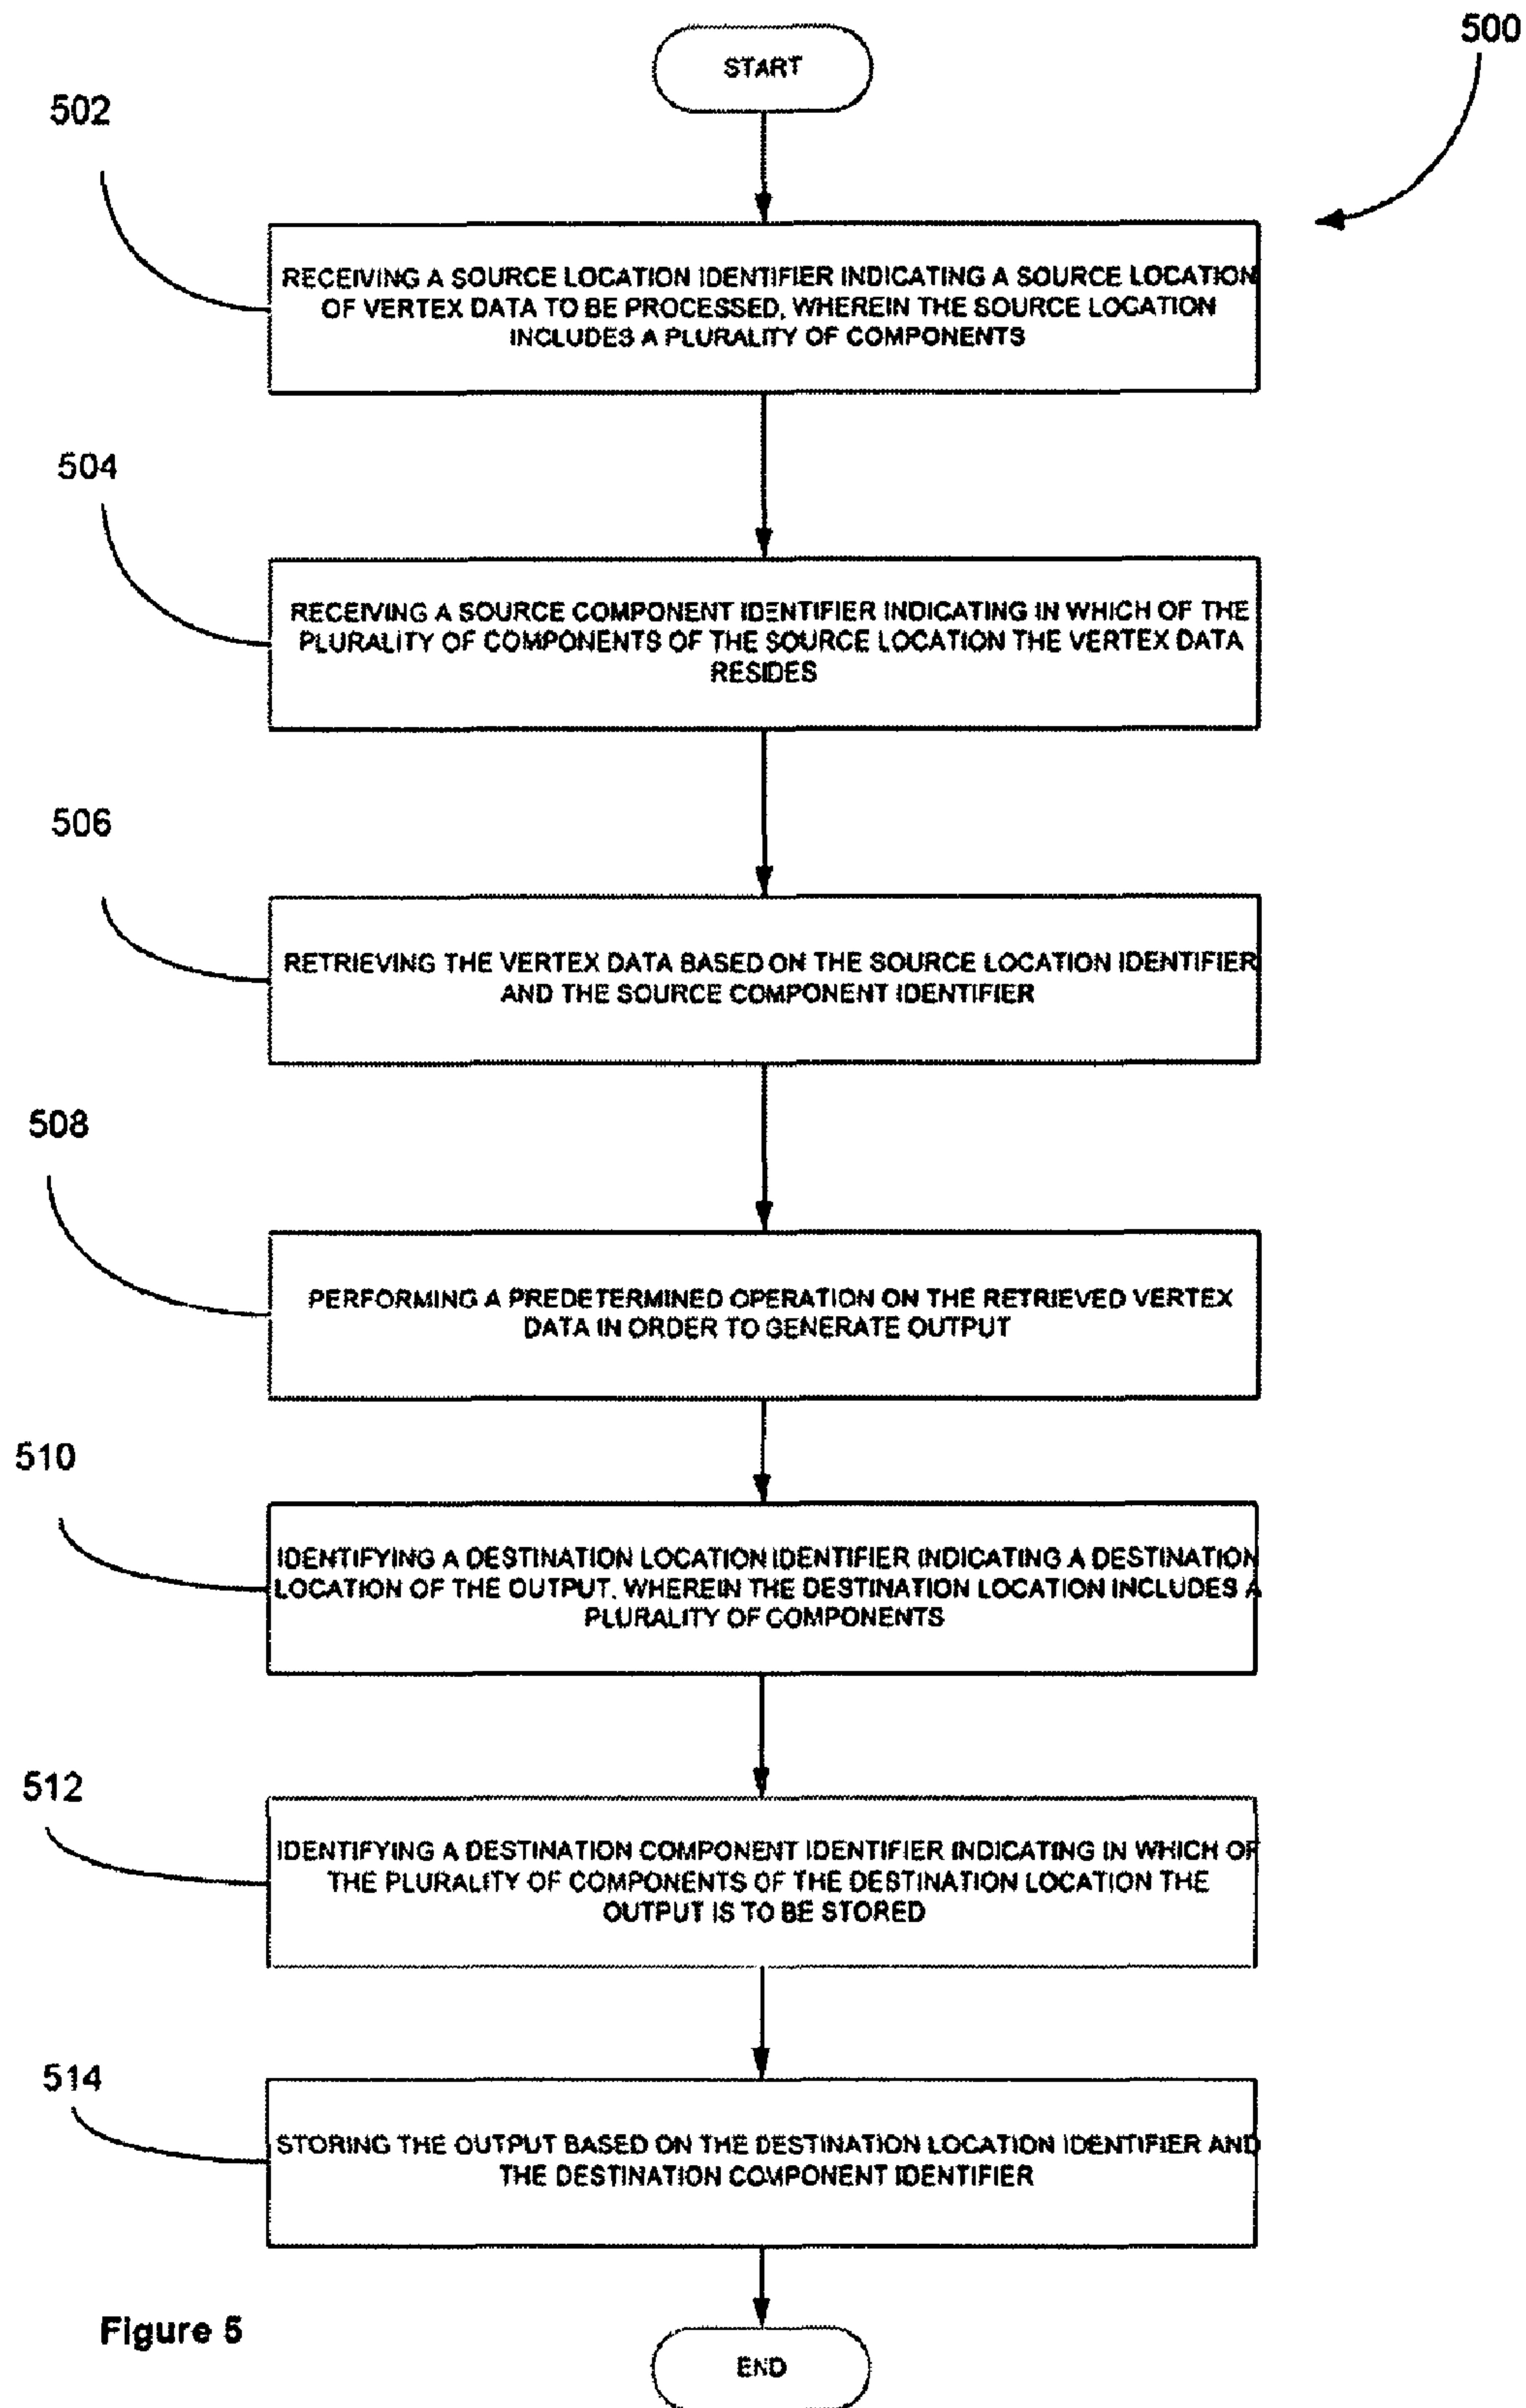 500
START
502
RECEIVING A SOURCE LOCATION IDENTIFIER INDICATING A SOURCE LOCATION
OF VERTEX DATA TO BE PROCESSED, WHEREIN THE SOURCE LOCATION
INCLUDES A PLURALITY OF COMPONENTS
504
RECEIVING A SOURCE COMPONENT IDENTIFIER INDICATING IN WHICH OF THE
PLURALITY OF COMPONENTS OF THE SOURCE LOCATION THE VERTEX DATA
RESIDES
506
RETRIEVING THE VERTEX DATA BASED ON THE SOURCE LOCATION IDENTIFIER
AND THE SOURCE COMPONENT IDENTIFIER
508
PERFORMING A PREDETERMINED OPERATION ON THE RETRIEVED VERTEX
DATA IN ORDER TO GENERATE OUTPUT
510
IDENTIFYING A DESTINATION LOCATION IDENTIFIER INDICATING A DESTINATION
LOCATION OF THE OUTPUT, WHEREIN THE DESTINATION LOCATION INCLUDES A
PLURALITY OF COMPONENTS
512
IDENTIFYING A DESTINATION COMPONENT IDENTIFIER INDICATING IN WHICH OF
THE PLURALITY OF COMPONENTS OF THE DESTINATION LOCATION THE
OUTPUT IS TO BE STORED
514
STORING THE OUTPUT BASED ON THE DESTINATION LOCATION IDENTIFIER AND
THE DESTINATION COMPONENT IDENTIFIER
Figure 5
END